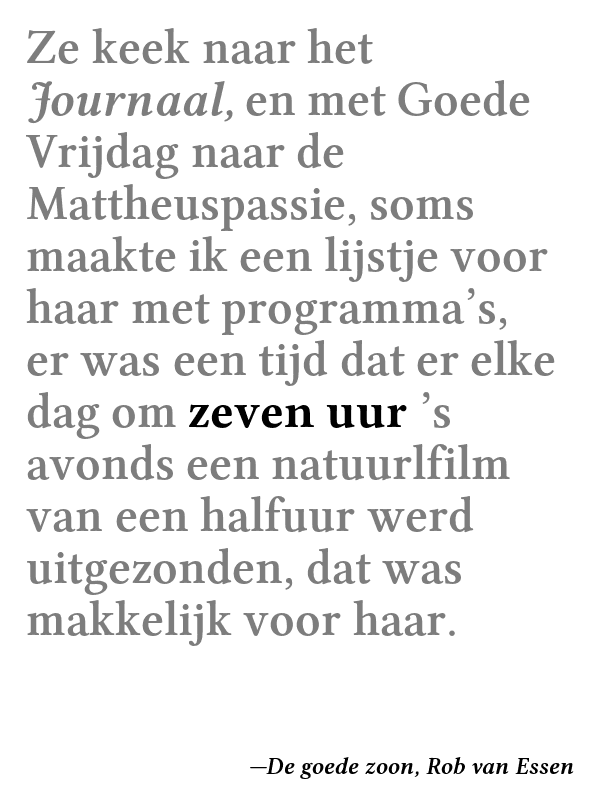 Ze keek naar het
Journaal, en met Goede
Vrijdag naar de
Mattheuspassie, soms
maakte ik een lijstje voor
haar met programma’s,
er was een tijd dat er elke
dag om zeven uur ’s
avonds een natuurlfilm
van een halfuur werd
uitgezonden, dat was
makkelijk voor haar.
—De goede zoon, Rob van Essen